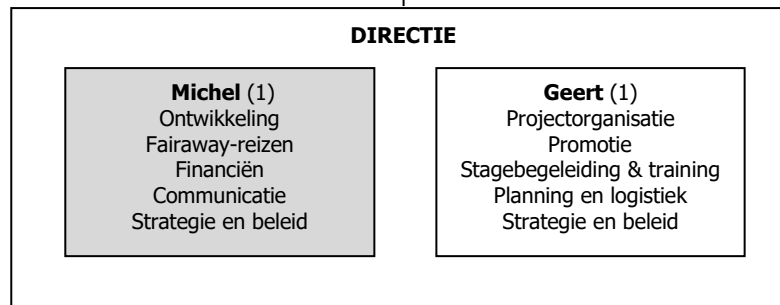 DIRECTIE
Michel (1)
Ontwikkeling
Fairaway-reizen
Financiën
Communicatie
Strategie en beleid
Geert (1)
Projectorganisatie
Promotie
Stagebegeleiding & training
Planning en logistiek
Strategie en beleid